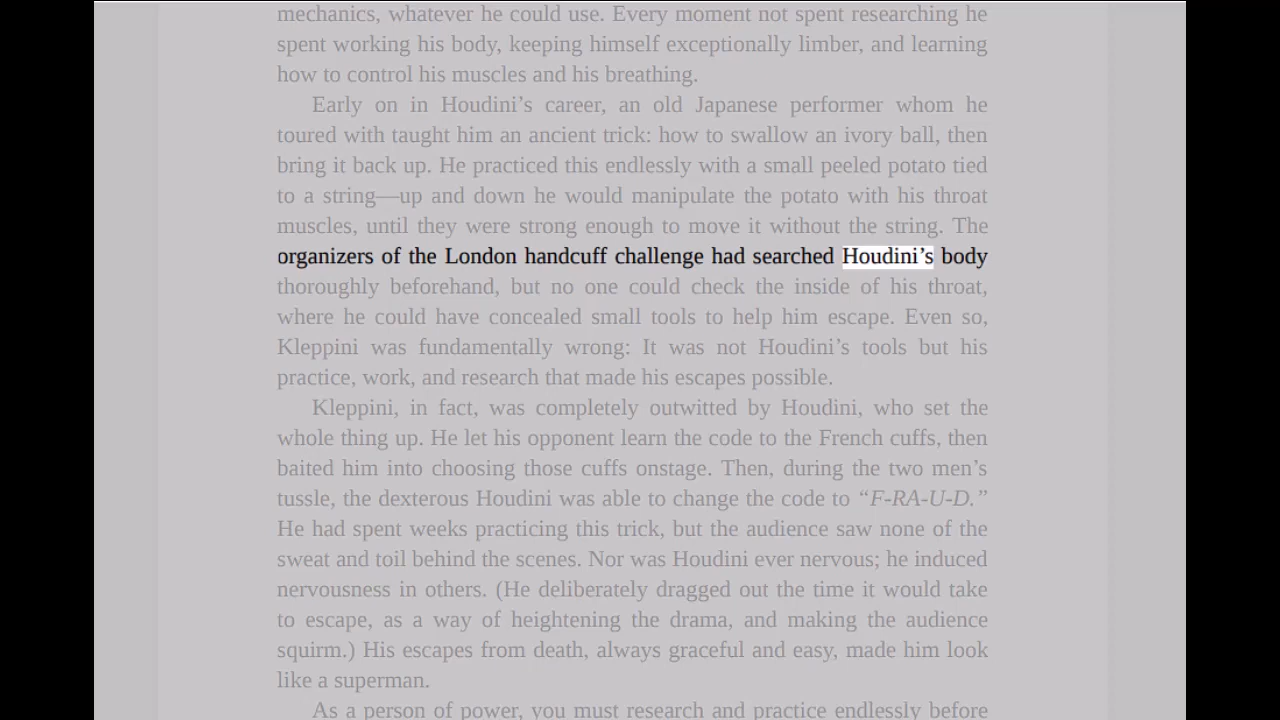 mechanics, whatever he could use. Every moment not spent researching he
spent working his body, keeping himself exceptionally limber, and learning
how to control his muscles and his breathing.
Early on in Houdini’s career, an old Japanese performer whom he
toured with taught him an ancient trick: how to swallow an ivory ball, then
bring it back up. He practiced this endlessly with a small peeled potato tied
to a string—up and down he would manipulate the potato with his throat
muscles, until they were strong enough to move it without the string. The
organizers of the London handcuff challenge had searched Houdini’s body
thoroughly beforehand, but no one could check the inside of his throat,
where he could have concealed small tools to help him escape. Even so,
Kleppini was fundamentally wrong: It was not Houdini’s tools but his
practice, work, and research that made his escapes possible.
Kleppini, in fact, was completely outwitted by Houdini, who set the
whole thing up. He let his opponent learn the code to the French cuffs, then
baited him into choosing those cuffs onstage. Then, during the two men’s
tussle, the dexterous Houdini was able to change the code to “F-RA-U-D.”
He had spent weeks practicing this trick, but the audience saw none of the
sweat and toil behind the scenes. Nor was Houdini ever nervous; he induced
nervousness in others. (He deliberately dragged out the time it would take
to escape, as a way of heightening the drama, and making the audience
squirm.) His escapes from death, always graceful and easy, made him look
like a superman.
As a person of power, you must research and practice endlessly before